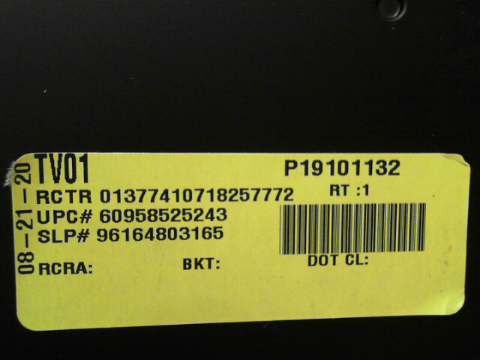 08-21-20
TV01 P19101132
RCTR 01377410718257772 RT :1
UPC# 60958525243
SLP# 96164803165
RCRA: BKT: DOT CL: